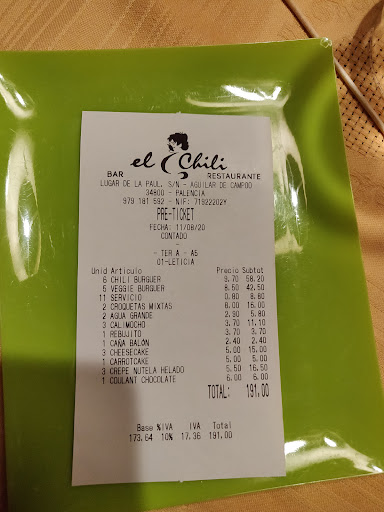 el Chili
BAR RESTAURANTE
LUGAR DE LA PAUL, S/N - AGUILAR DE CAMPOO
34800 - PALENCIA
979 181 692 - NIF: 71922202Y
PRE-TICKET
FECHA: 11/08/20
CONTADO
-
- TER A - A5
01-LETICIA
Unid Artículo Precio Subtot
6 CHILI BURGUER 9.70 58.20
5 VEGGIE BURGUER 8.50 42.50
11 SERVICIO 0.80 8.80
2 CROQUETAS MIXTAS 8.00 16.00
2 AGUA GRANDE 2.90 5.80
3 CALIMOCHO 3.70 11.10
1 REBUJITO 3.70 3.70
1 CAÑA BALÓN 2.40 2.40
3 CHEESECAKE 5.00 15.00
1 CARROTCAKE 5.00 5.00
3 CREPE NUTELA HELADO 5.50 16.50
1 COULANT CHOCOLATE 6.00 6.00
TOTAL: 191,00
Base %IVA IVA Total
173,64 10% 17,36 191,00